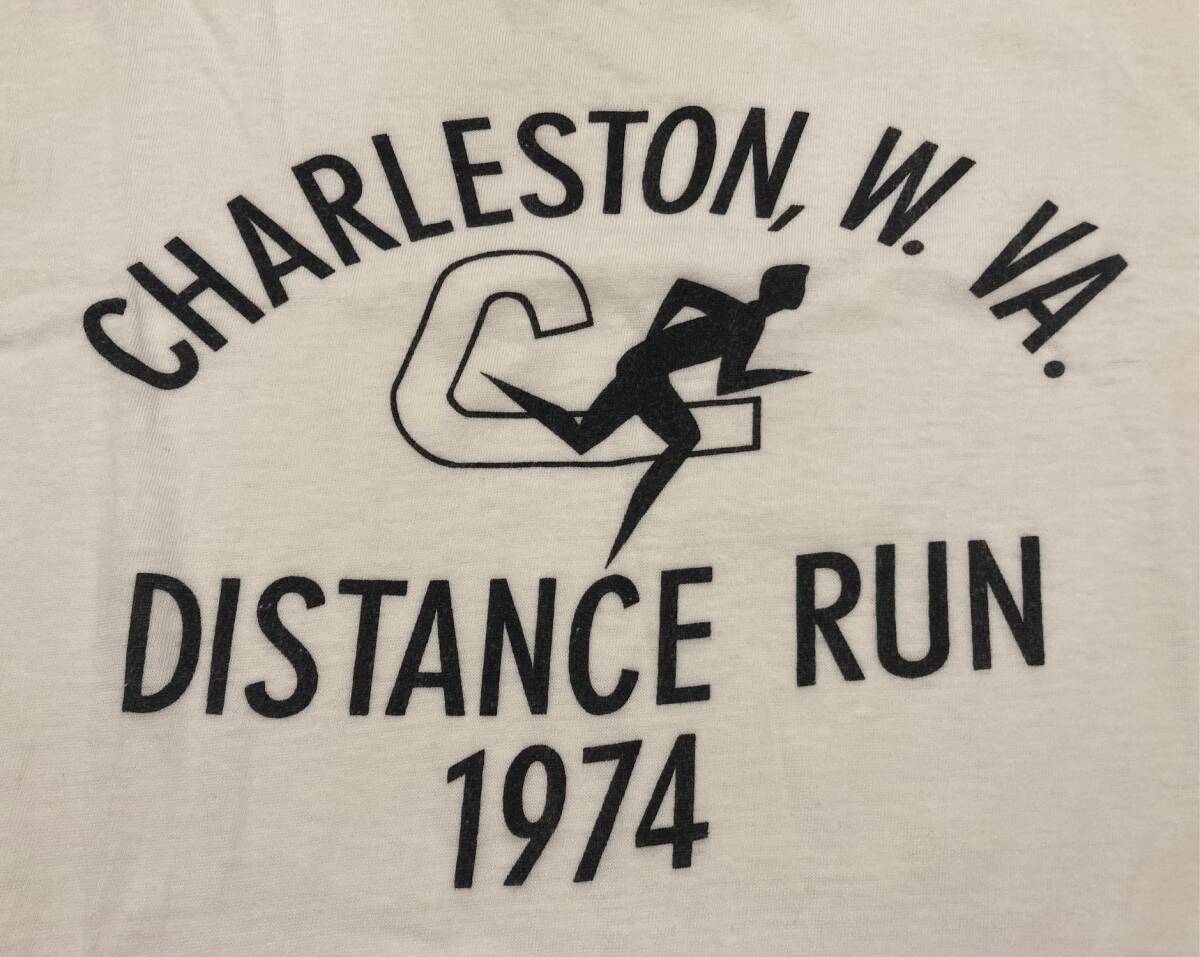 CHARLESTON, W. VA.
C
DISTANCE RUN
1974